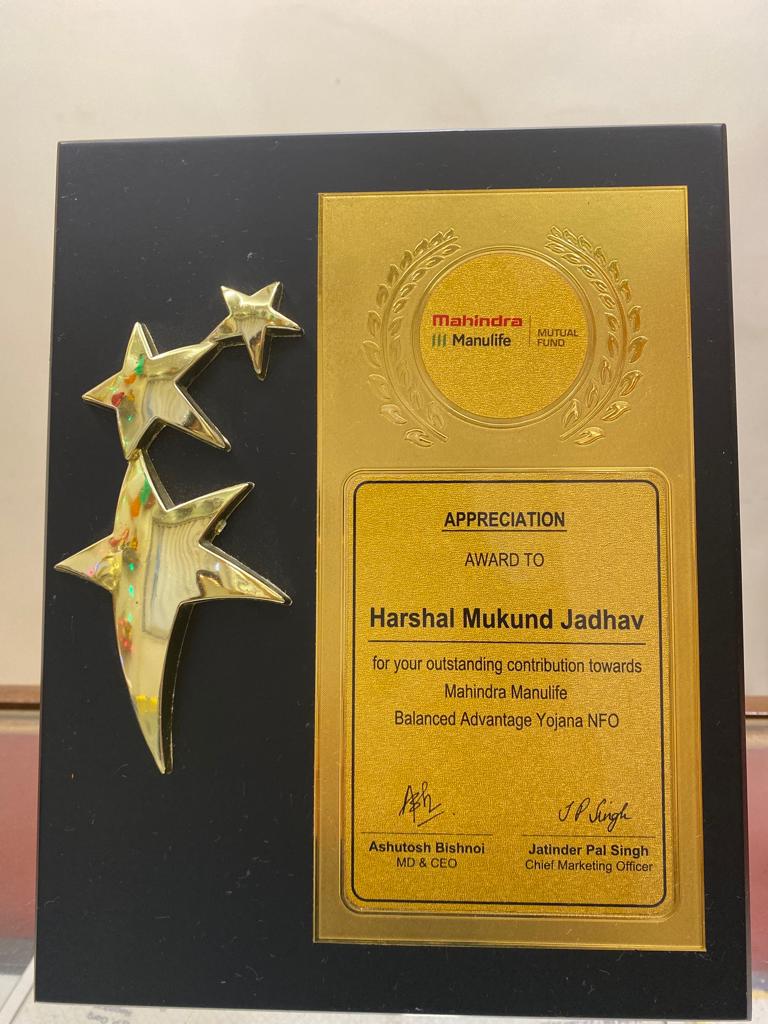 Mahindra
Manulife
MUTUAL
FUND
APPRECIATION
AWARD TO
Harshal Mukund Jadhav
for your outstanding contribution towards
Mahindra Manulife
Balanced Advantage Yojana NFO
J P Singh
Ashutosh Bishnoi
MD & CEO
Jatinder Pal Singh
Chief Marketing Officer